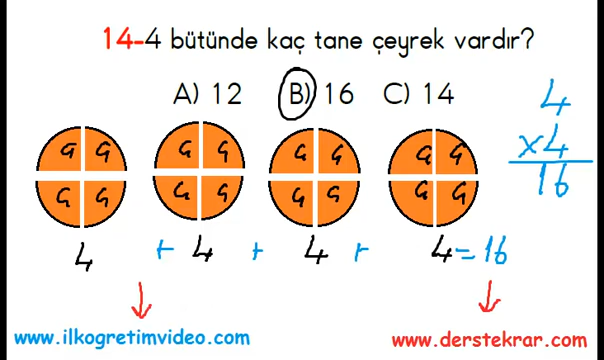 14-4 bütünde kaç tane çeyrek vardır?
A) 12 B) 16 C) 14
4
x4
16
Ç Ç Ç Ç Ç Ç Ç Ç
Ç Ç Ç Ç Ç Ç Ç Ç
4 + 4 + 4 + 4 = 16
www.ilkogretimvideo.com www.derstekrar.com